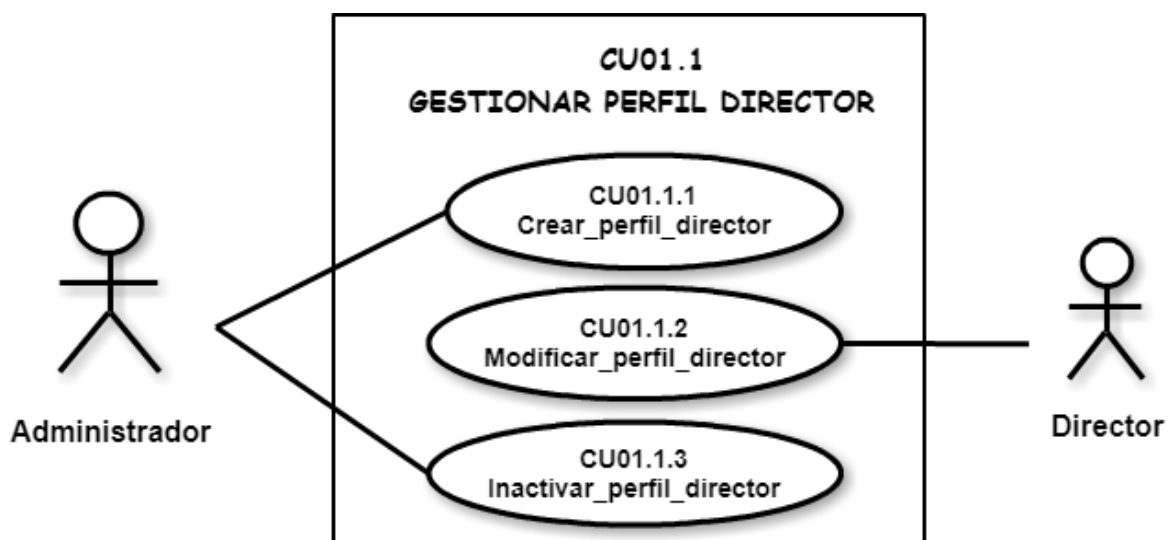 CU01.1
GESTIONAR PERFIL DIRECTOR
CU01.1.1
Crear_perfil_director
CU01.1.2
Modificar_perfil_director
Administrador
Director
CU01.1.3
Inactivar_perfil_director